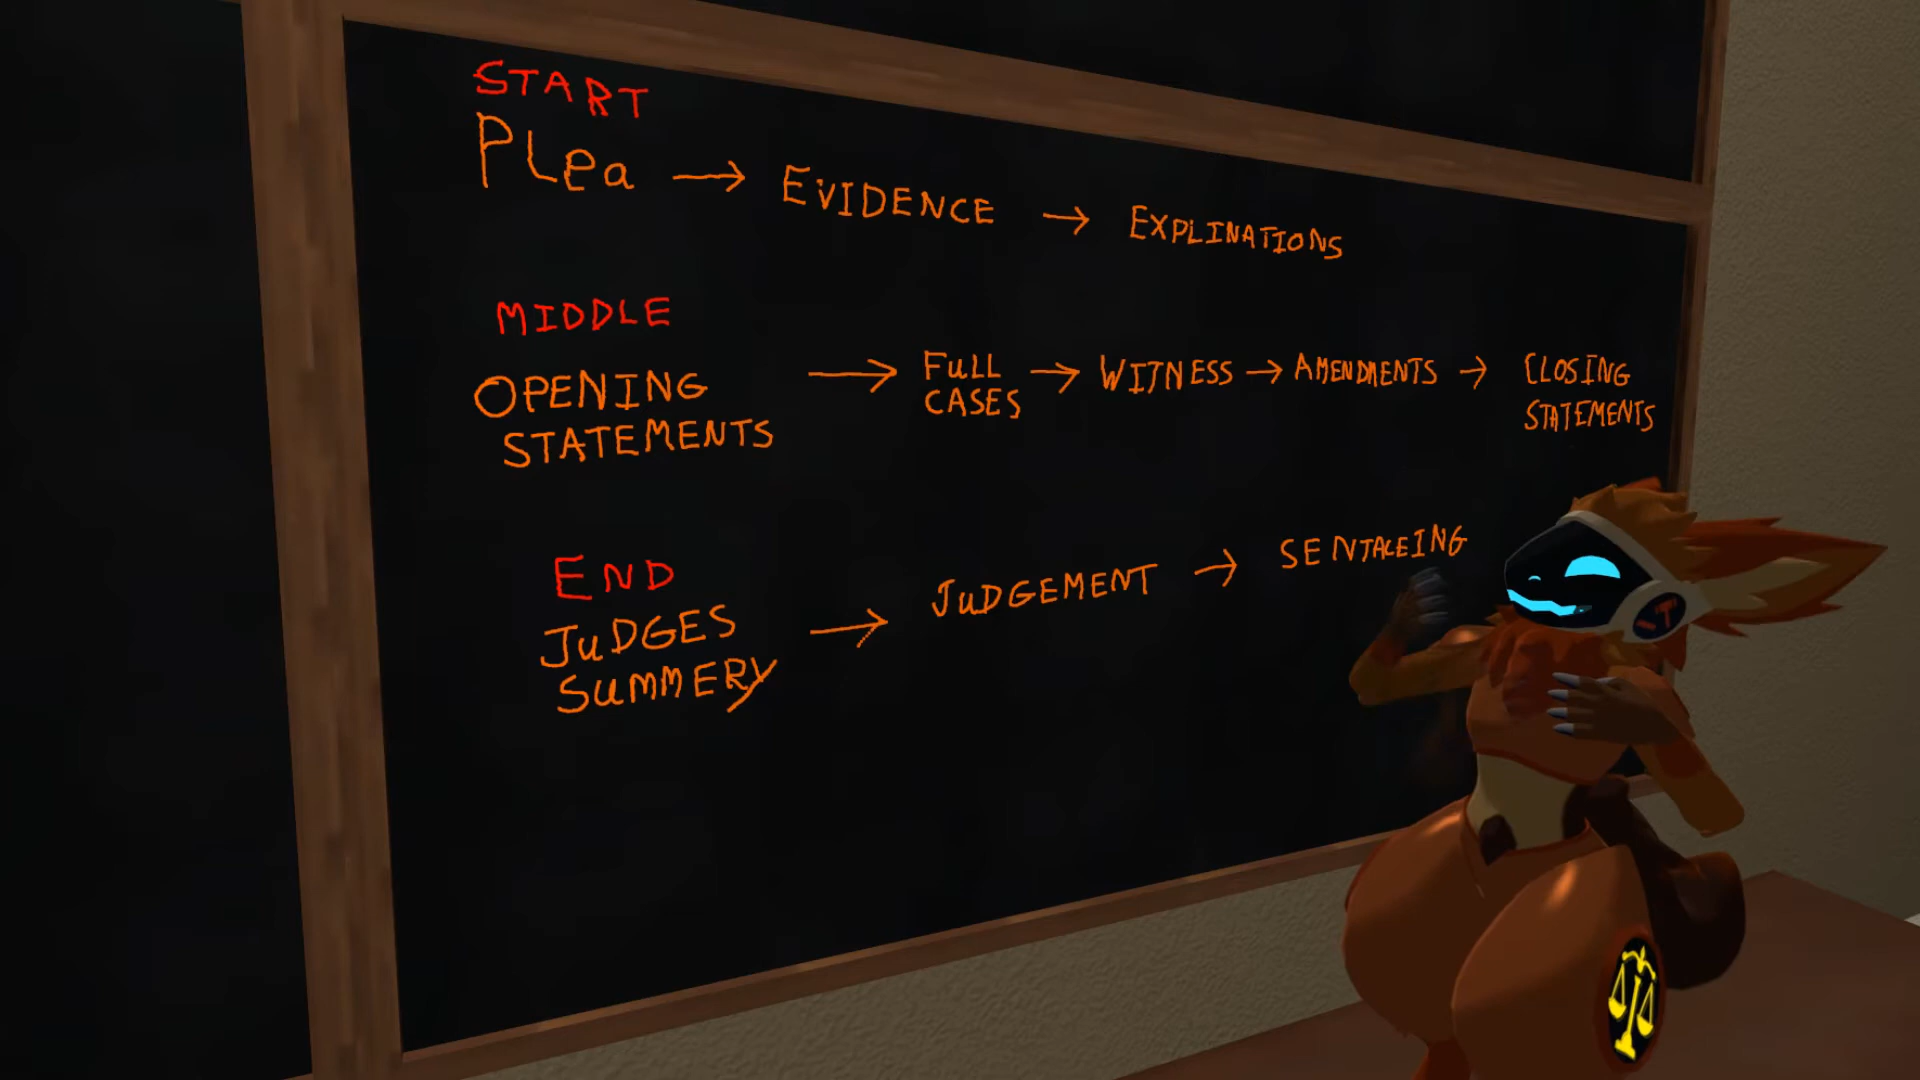 START
PLea → EVIDENCE → EXPLINATIONS
MIDDLE
OPENING STATEMENTS → FULL CASES → WITNESS → AMENDMENTS → CLOSING STATEMENTS
END
JUDGES SUMMERY → JUDGEMENT → SENTACEING